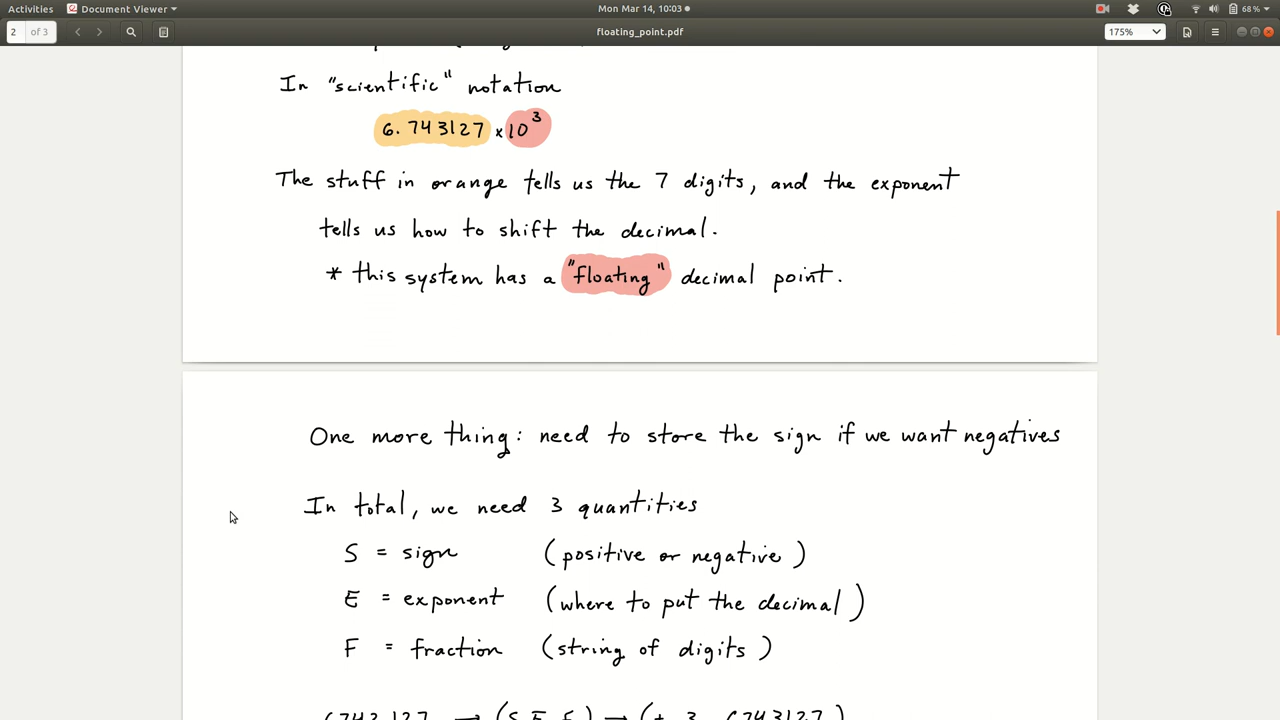 Activities Document Viewer Mon Mar 14, 10:03 68%
2 of 3 floating_point.pdf 175%
In "scientific" notation
6.743127 × 10³
The stuff in orange tells us the 7 digits, and the exponent
tells us how to shift the decimal.
* this system has a "floating" decimal point.
One more thing: need to store the sign if we want negatives
In total, we need 3 quantities
S = sign (positive or negative)
E = exponent (where to put the decimal)
F = fraction (string of digits)